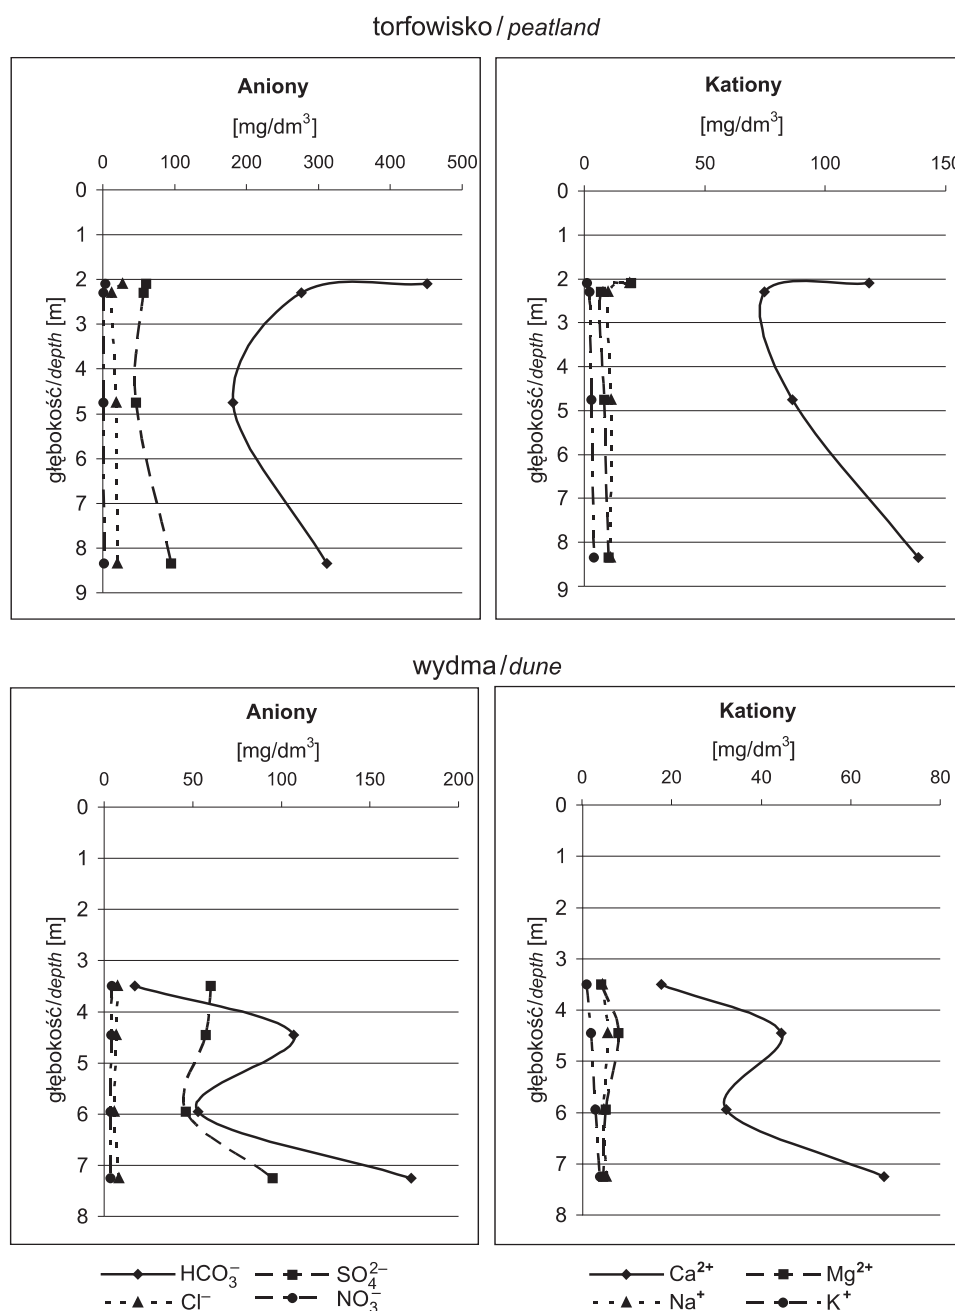 torfowisko/peatland
Aniony
[mg/dm³]
0 100 200 300 400 500
głębokość/depth [m]
0
1
2
3
4
5
6
7
8
9
Kationy
[mg/dm³]
0 50 100 150
głębokość/depth [m]
0
1
2
3
4
5
6
7
8
9
wydma/dune
Aniony
[mg/dm³]
0 50 100 150 200
głębokość/depth [m]
0
1
2
3
4
5
6
7
8
Kationy
[mg/dm³]
0 20 40 60 80
głębokość/depth [m]
0
1
2
3
4
5
6
7
8
HCO₃⁻ SO₄²⁻
Cl⁻ NO₃⁻
Ca²⁺ Mg²⁺
Na⁺ K⁺